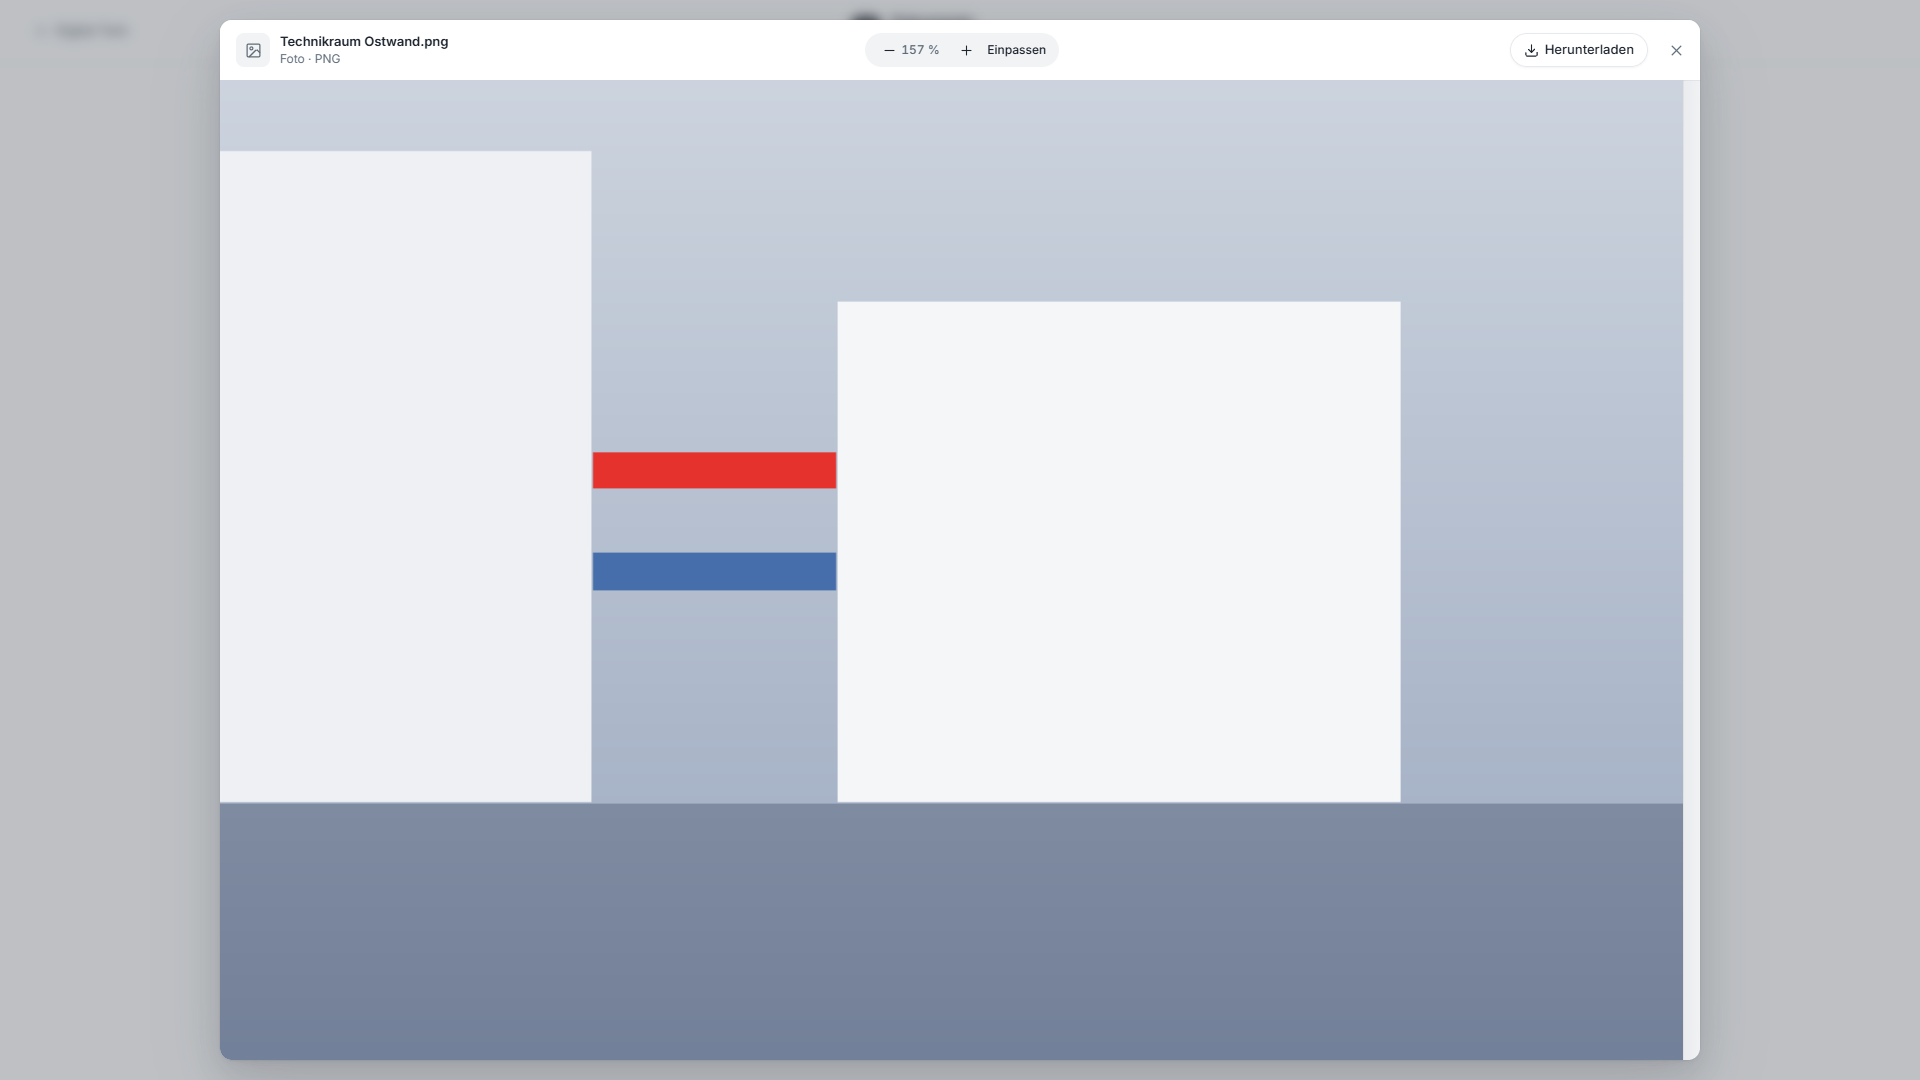 Technikraum Ostwand.png
Foto · PNG
157 %
Einpassen
Herunterladen